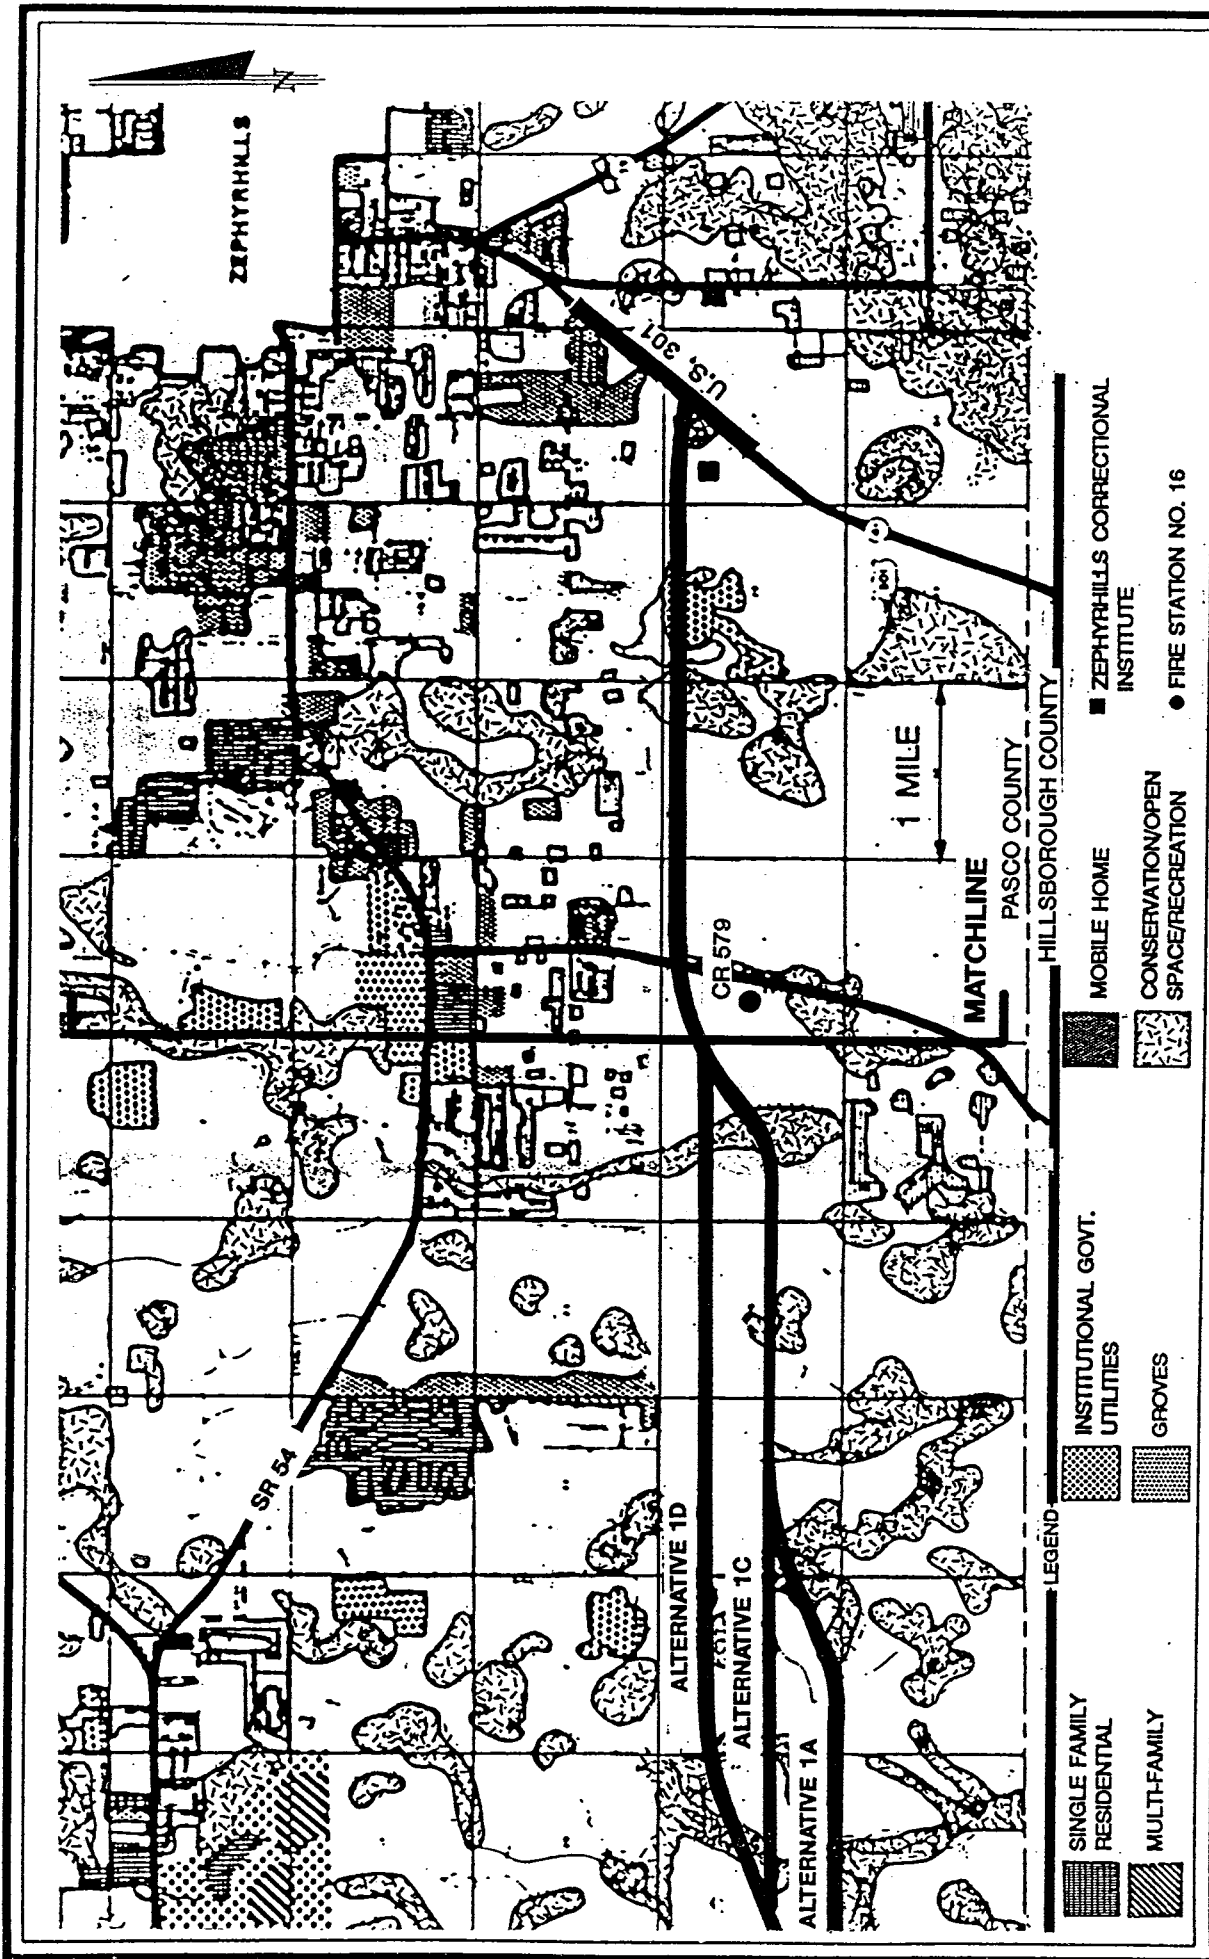 N
ZEPHYRHILLS
SR 54
U.S. 301
CR 579
1 MILE
ALTERNATIVE 1D
ALTERNATIVE 1C
ALTERNATIVE 1A
MATCHLINE
PASCO COUNTY
HILLSBOROUGH COUNTY
LEGEND
SINGLE FAMILY
RESIDENTIAL
MULTI-FAMILY
INSTITUTIONAL GOVT.
UTILITIES
GROVES
MOBILE HOME
CONSERVATION/OPEN
SPACE/RECREATION
ZEPYRHILLS CORRECTIONAL
INSTITUTE
FIRE STATION NO. 16